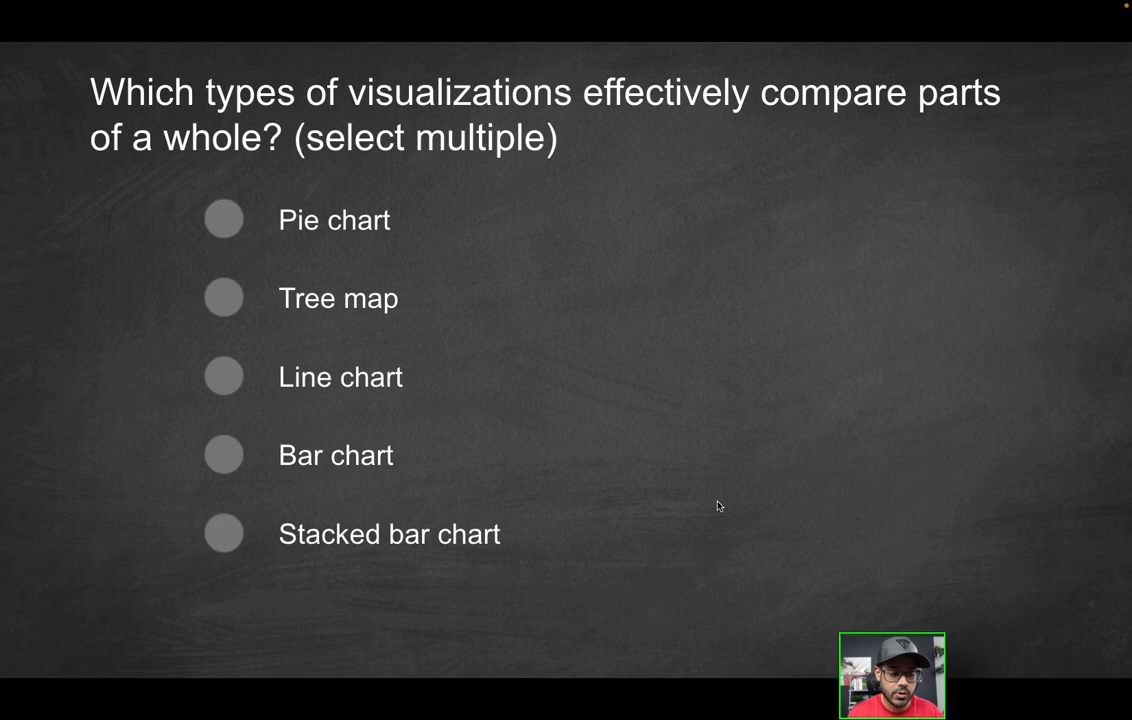 Which types of visualizations effectively compare parts
of a whole? (select multiple)
Pie chart
Tree map
Line chart
Bar chart
Stacked bar chart